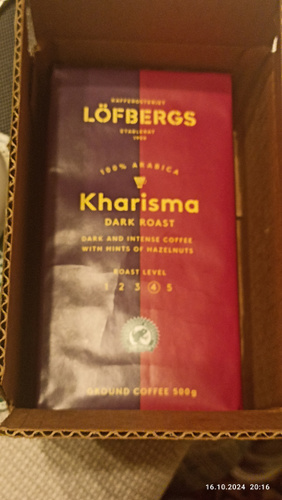 KAFFEROSTERIET
LÖFBERGS
ETABLERAT
1906
100% ARABICA
Kharisma
DARK ROAST
DARK AND INTENSE COFFEE
WITH HINTS OF HAZELNUTS
ROAST LEVEL
1 2 3 4 5
GROUND COFFEE 500g
16.10.2024 20:16